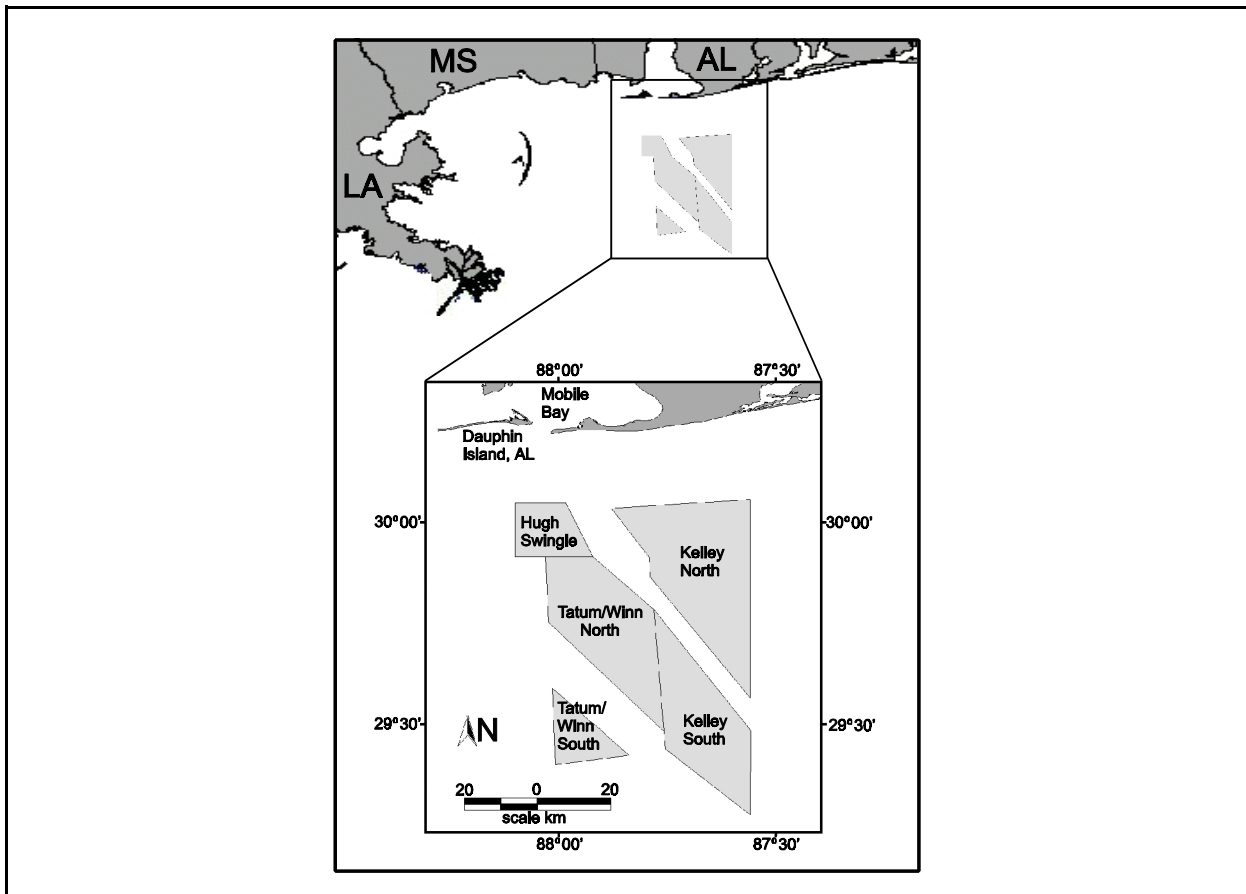 MS
AL
LA
88°00'
87°30'
Mobile
Bay
Dauphin
Island, AL
30°00'
30°00'
Hugh
Swingle
Kelley
North
Tatum/Winn
North
Tatum/
Winn
South
Kelley
South
29°30'
29°30'
N
20 0 20
scale km
88°00'
87°30'